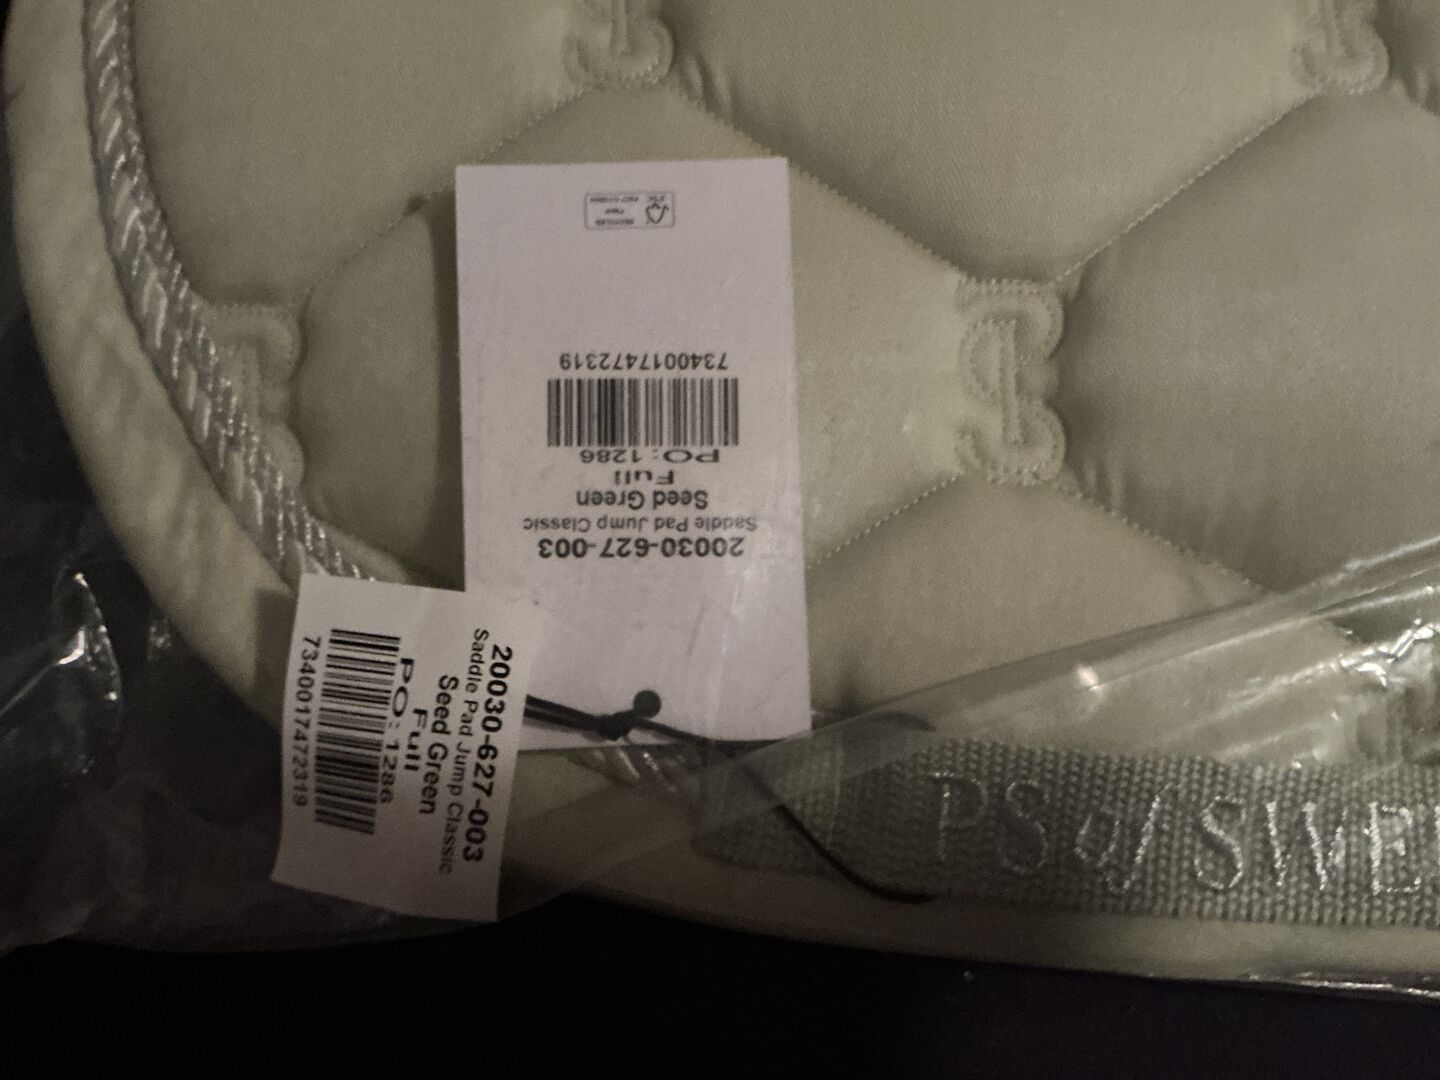 20030-627-003
Saddle Pad Jump Classic
Seed Green
Full
PO: 1286
7340017472319
20030-627-003
Saddle Pad Jump Classic
Seed Green
Full
PO: 1286
7340017472319
PS of SWE